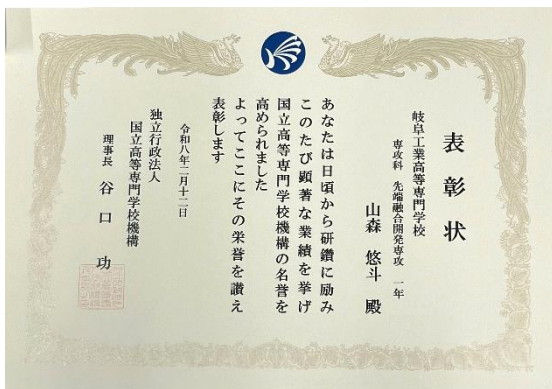 表彰状
岐阜工業高等専門学校
専攻科 先端融合開発専攻 一年
山森 悠斗 殿
あなたは日頃から研鑽に励み
このたび顕著な業績を挙げ
国立高等専門学校機構の名誉を
高められました
よってここにその栄誉を讃え
表彰します
令和八年二月十二日
独立行政法人
国立高等専門学校機構
理事長 谷口 功